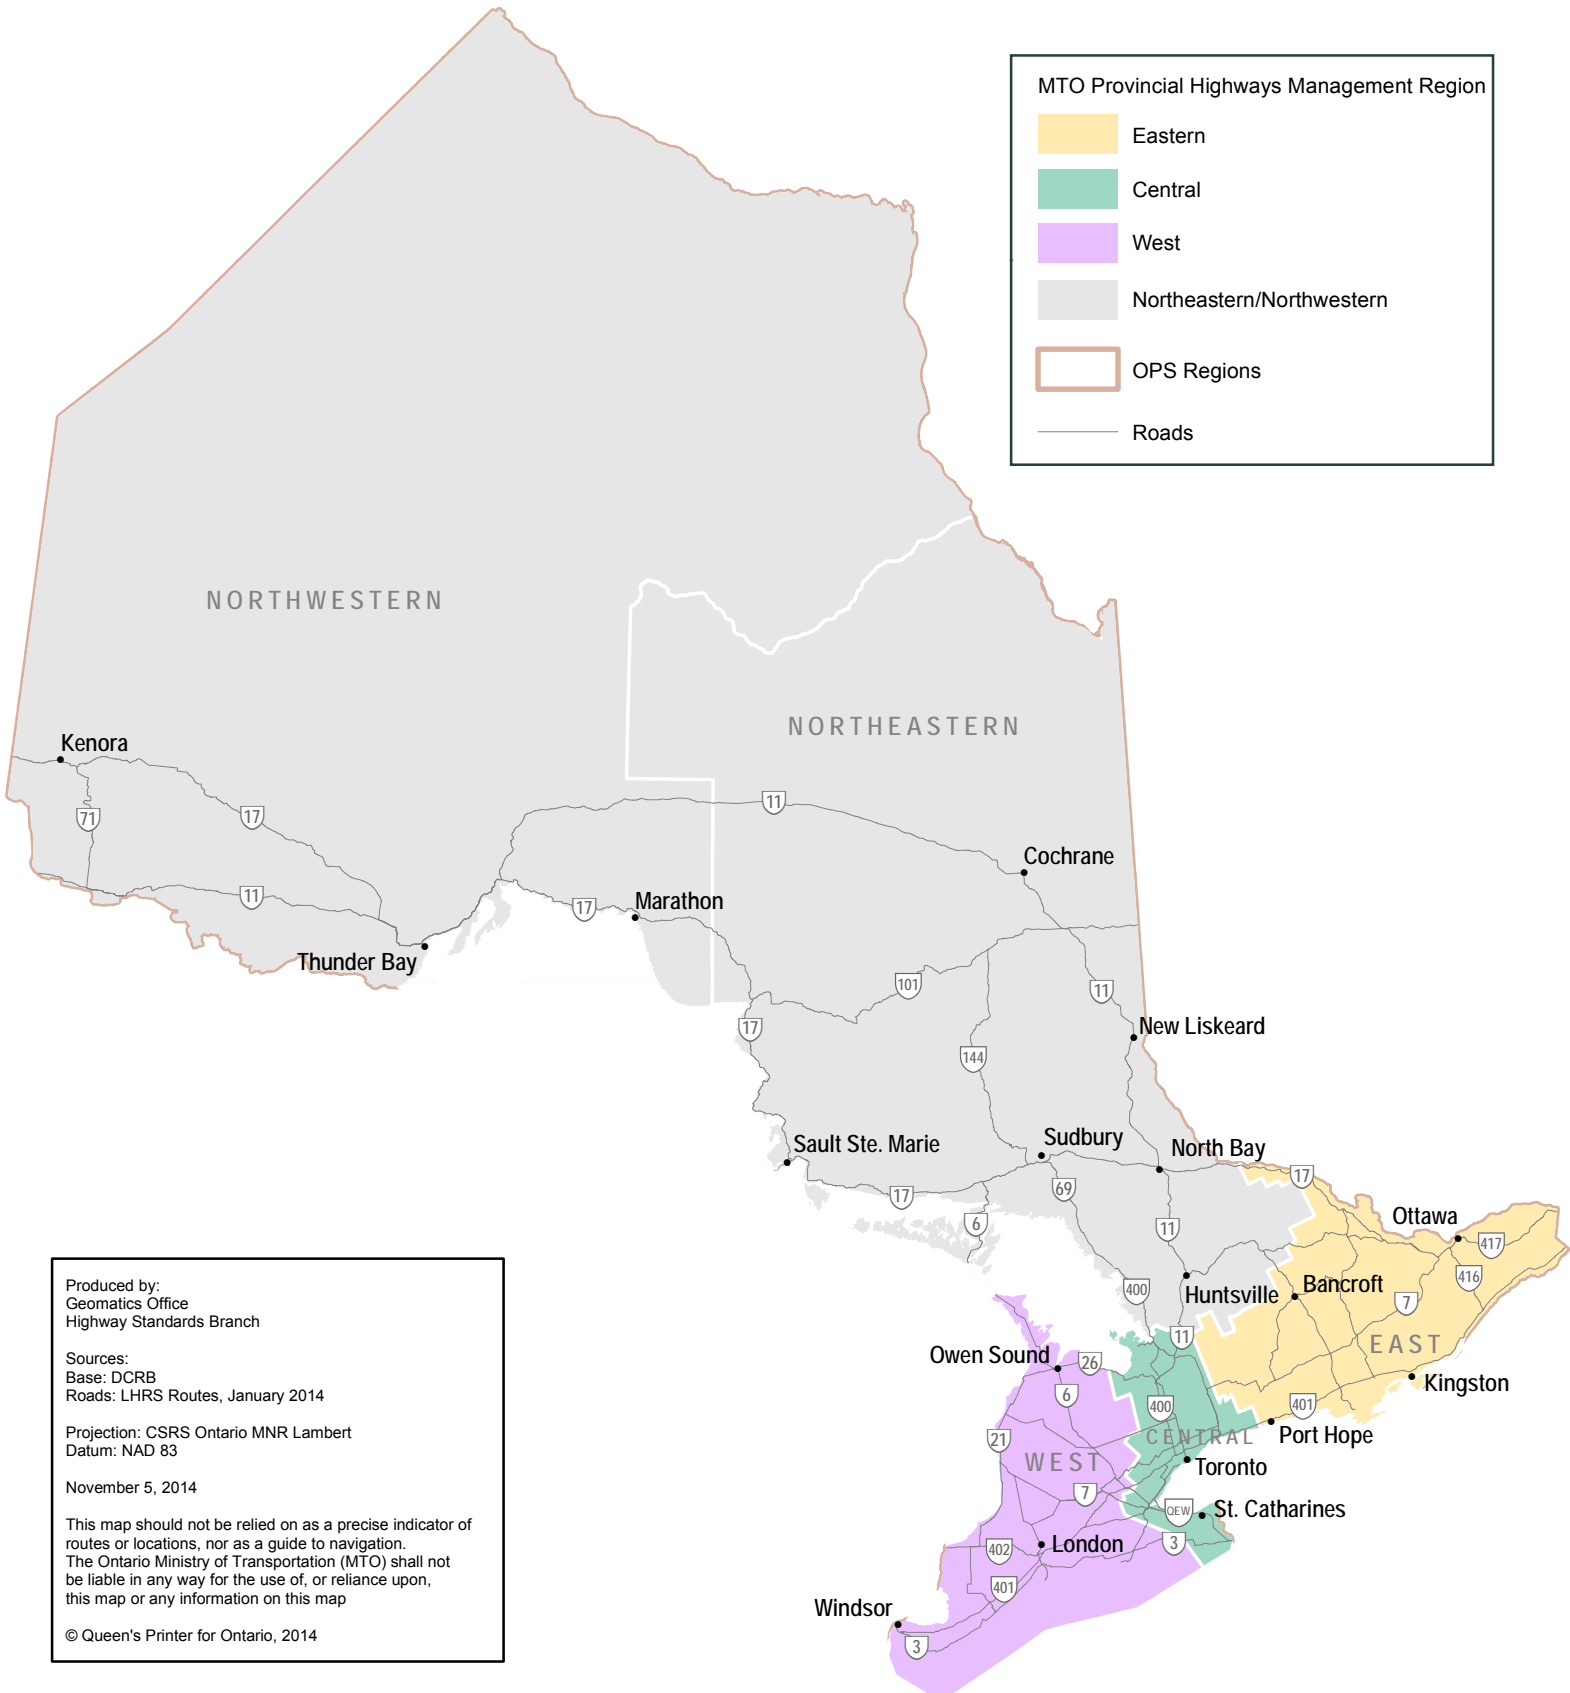 MTO Provincial Highways Management Region
Eastern
Central
West
Northeastern/Northwestern
OPS Regions
Roads
NORTHWESTERN
NORTHEASTERN
Kenora
71
17
11
11
Cochrane
Marathon
17
Thunder Bay
101
11
17
New Liskeard
144
Sault Ste. Marie
Sudbury
North Bay
17
69
17
6
11
Ottawa
417
416
400
Huntsville
Bancroft
7
11
EAST
Owen Sound
26
6
400
401
Kingston
21
CENTRAL
Port Hope
WEST
Toronto
7
QEW
St. Catharines
402
London
3
401
Windsor
3
Produced by:
Geomatics Office
Highway Standards Branch
Sources:
Base: DCRB
Roads: LHRS Routes, January 2014
Projection: CSRS Ontario MNR Lambert
Datum: NAD 83
November 5, 2014
This map should not be relied on as a precise indicator of
routes or locations, nor as a guide to navigation.
The Ontario Ministry of Transportation (MTO) shall not
be liable in any way for the use of, or reliance upon,
this map or any information on this map
© Queen's Printer for Ontario, 2014